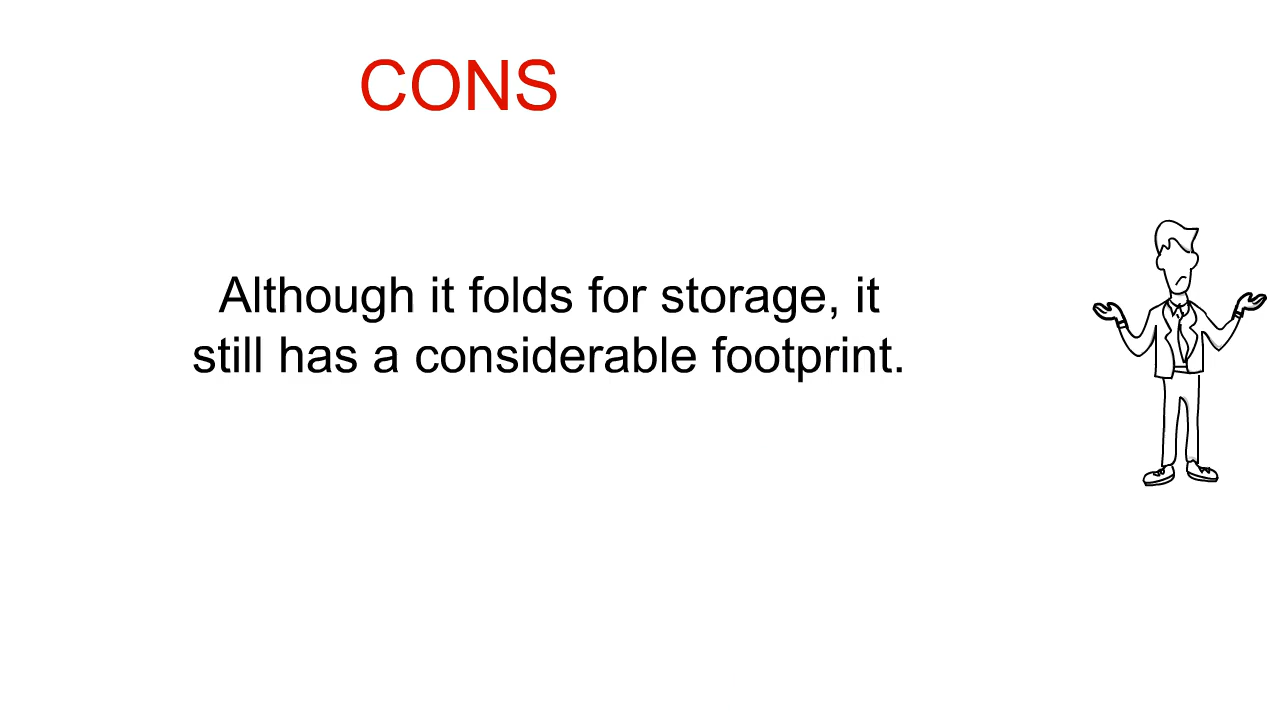 CONS
Although it folds for storage, it
still has a considerable footprint.